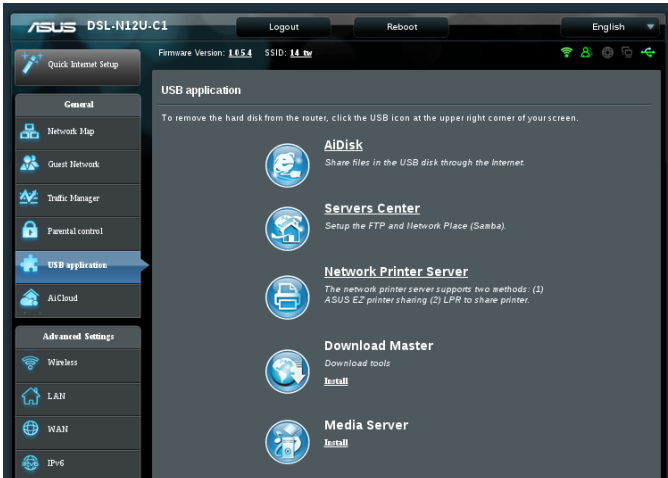 ASUS DSL-N12U-C1 Logout Reboot English
Quick Internet Setup
Firmware Version: 1.0.5.4 SSID: 14_tw
General
Network Map
Guest Network
Traffic Manager
Parental control
USB application
AiCloud
Advanced Settings
Wireless
LAN
WAN
IPv6
USB application
To remove the hard disk from the router, click the USB icon at the upper right corner of your screen.
AiDisk
Share files in the USB disk through the Internet.
Servers Center
Setup the FTP and Network Place (Samba).
Network Printer Server
The network printer server supports two methods: (1)
ASUS EZ printer sharing (2) LPR to share printer.
Download Master
Download tools
Install
Media Server
Install